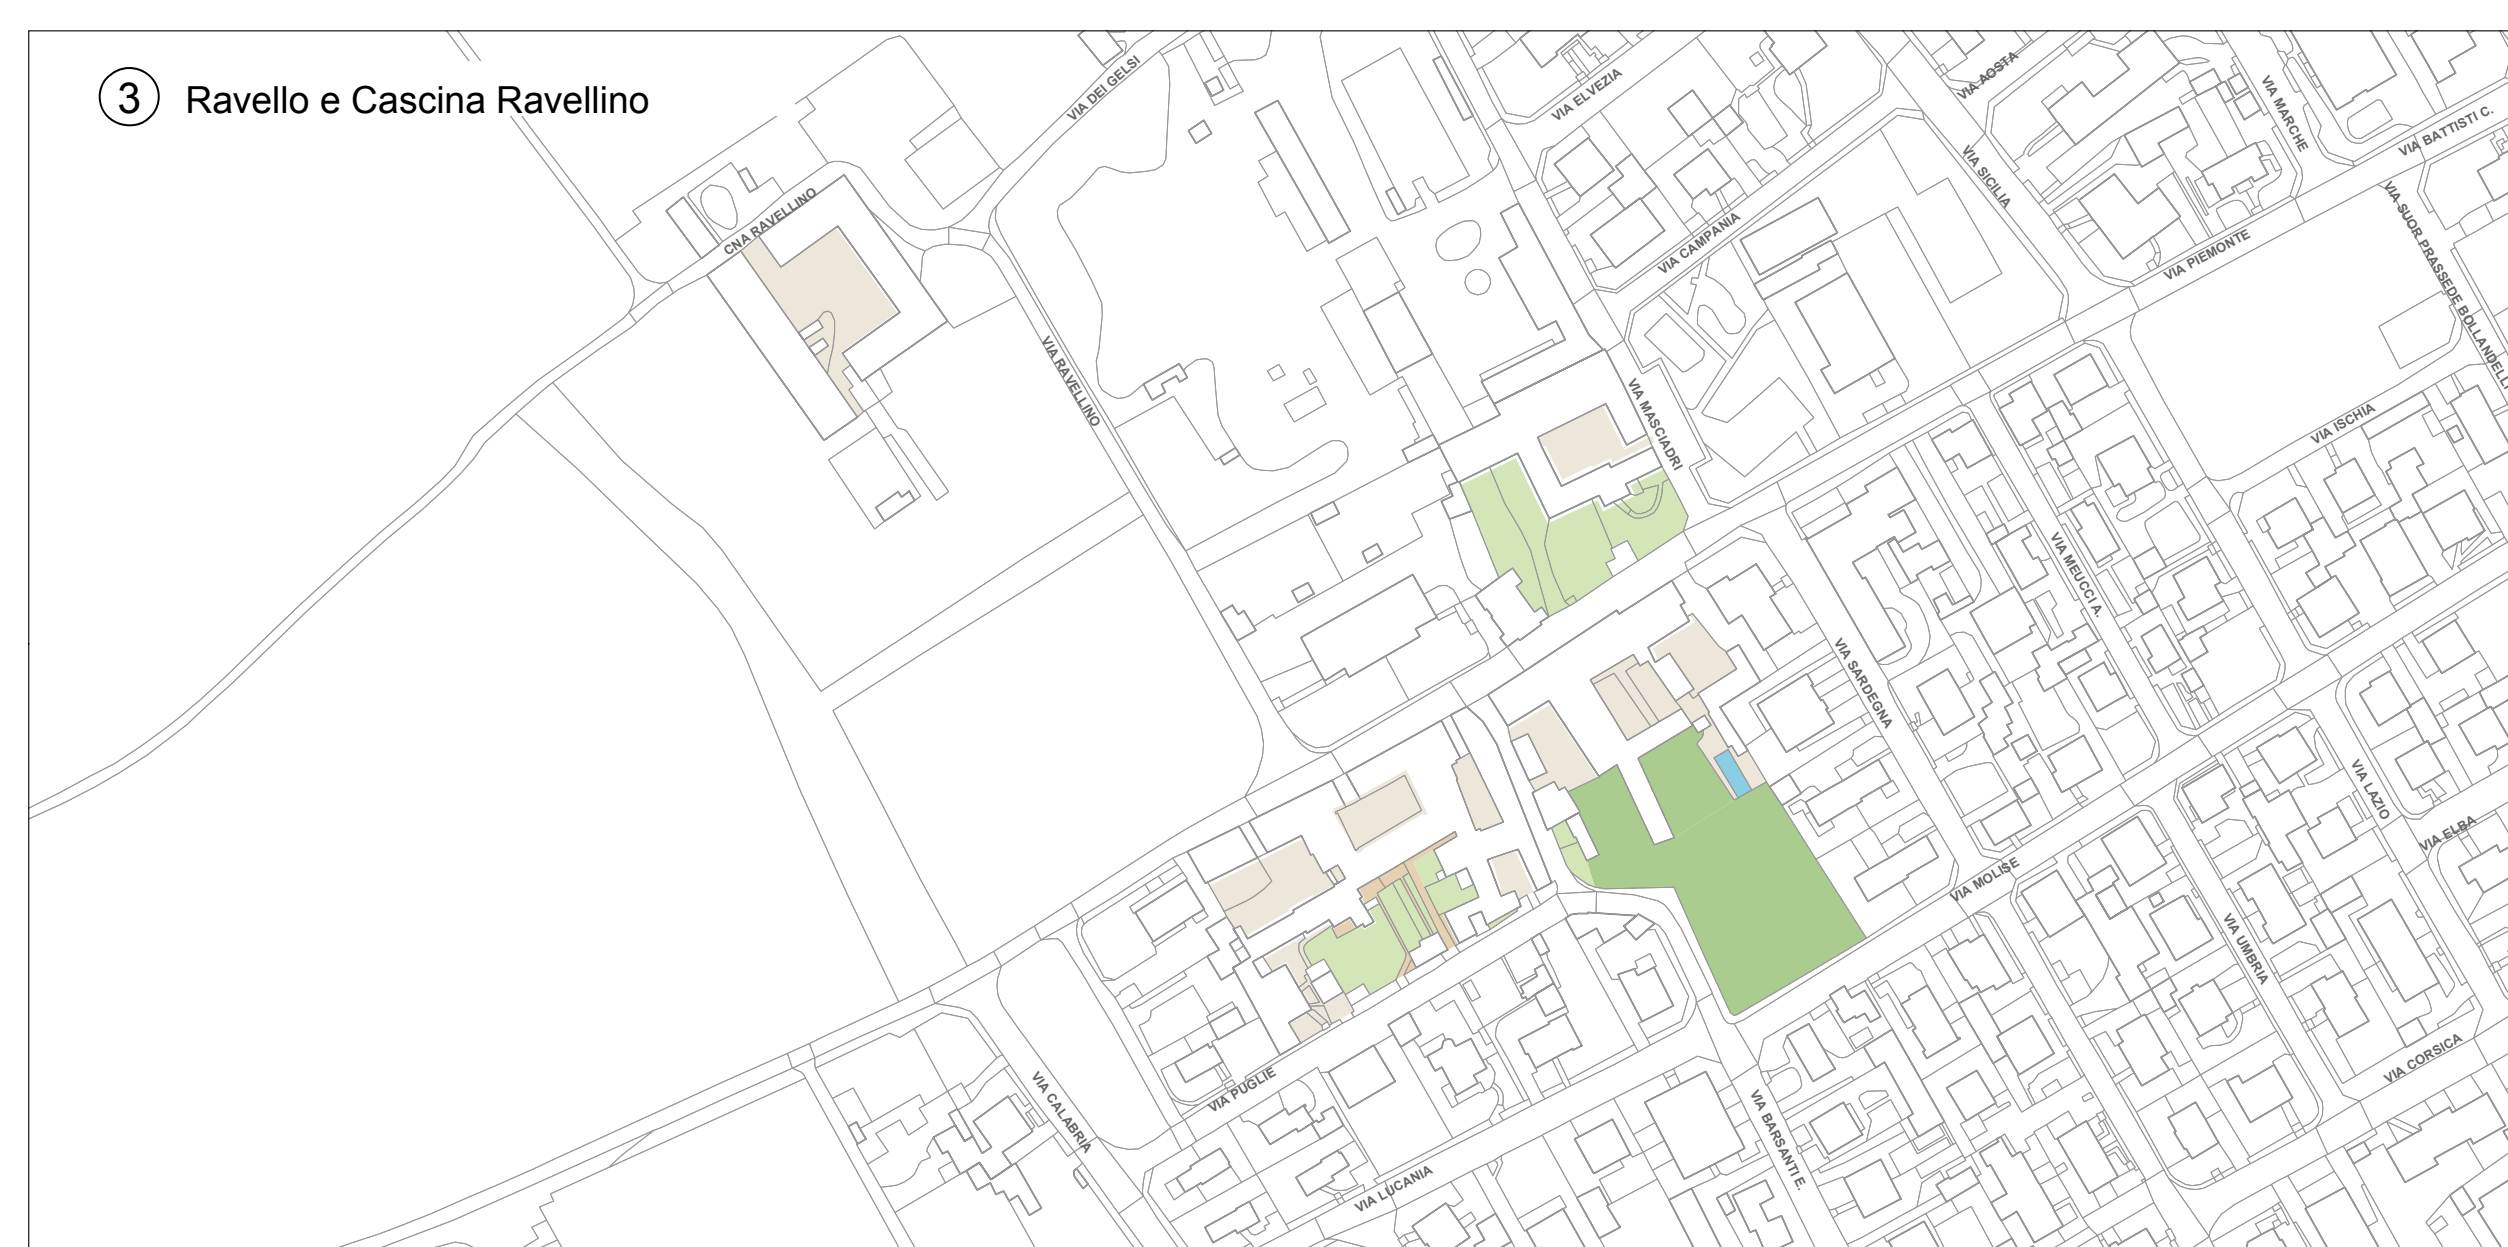 3 Ravello e Cascina Ravellino
VIA DEI GELSI
VIA ELVEZIA
VIA AOSTA
VIA MARCHE
VIA BATTISTI C.
VIA SICILIA
CNA RAVELLINO
VIA CAMPANIA
VIA PIEMONTE
VIA SUOR PRASSEDE BOLLANDELLI
VIA RAVELLINO
VIA MASCIADRI
VIA ISCHIA
VIA MEUCCI A.
VIA SARDEGNA
VIA LAZIO
VIA ELBA
VIA MOLISE
VIA UMBRIA
VIA CORSICA
VIA CALABRIA
VIA PUGLIE
VIA BARSANTI E.
VIA LUCANIA